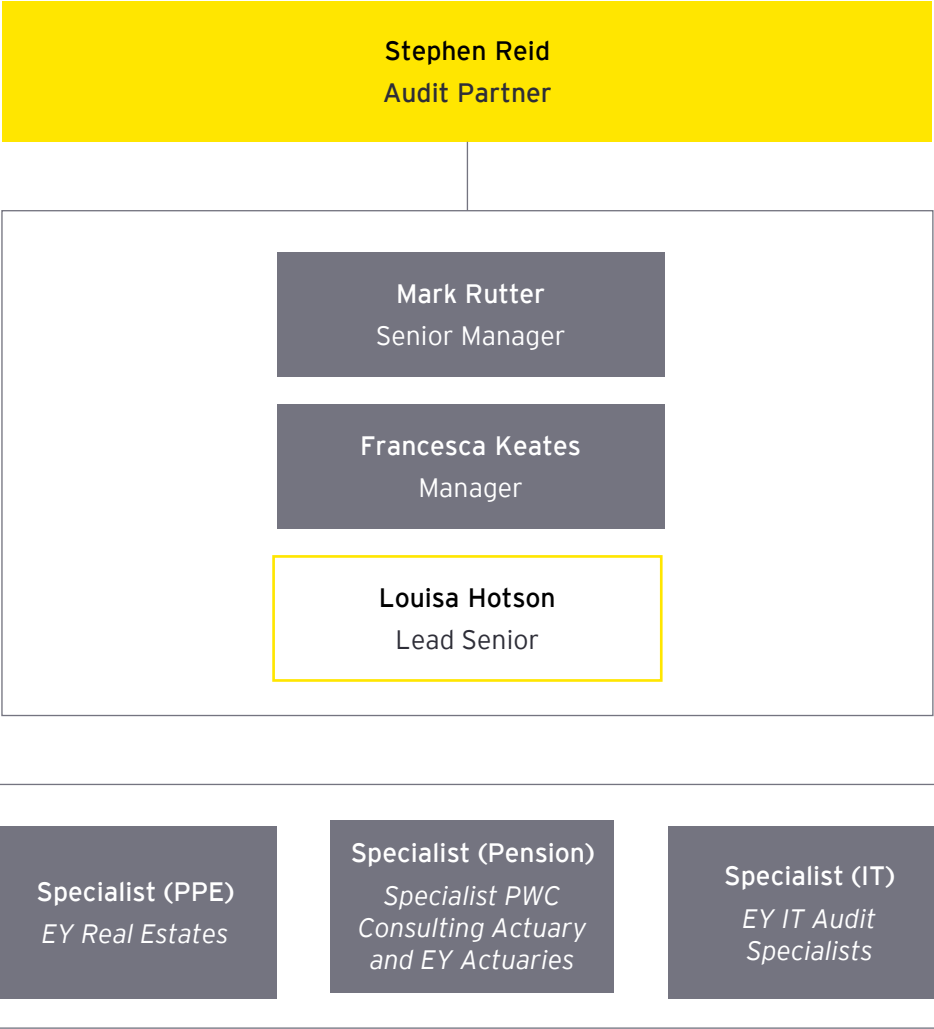 Stephen Reid
Audit Partner
Mark Rutter
Senior Manager
Francesca Keates
Manager
Louisa Hotson
Lead Senior
Specialist (PPE)
EY Real Estates
Specialist (Pension)
Specialist PWC
Consulting Actuary
and EY Actuaries
Specialist (IT)
EY IT Audit
Specialists